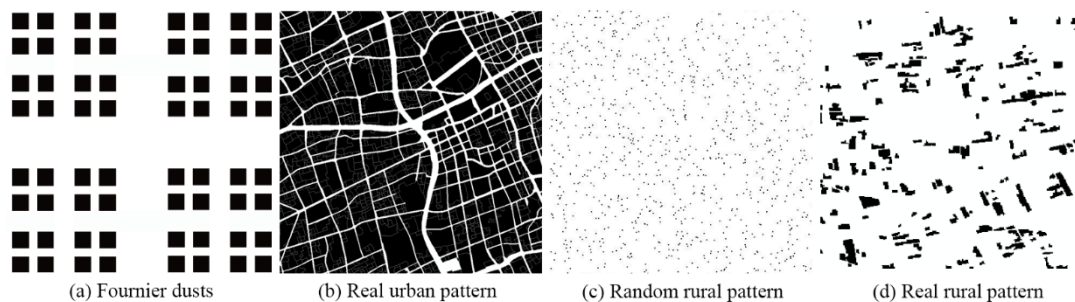 (a) Fournier dusts (b) Real urban pattern (c) Random rural pattern (d) Real rural pattern